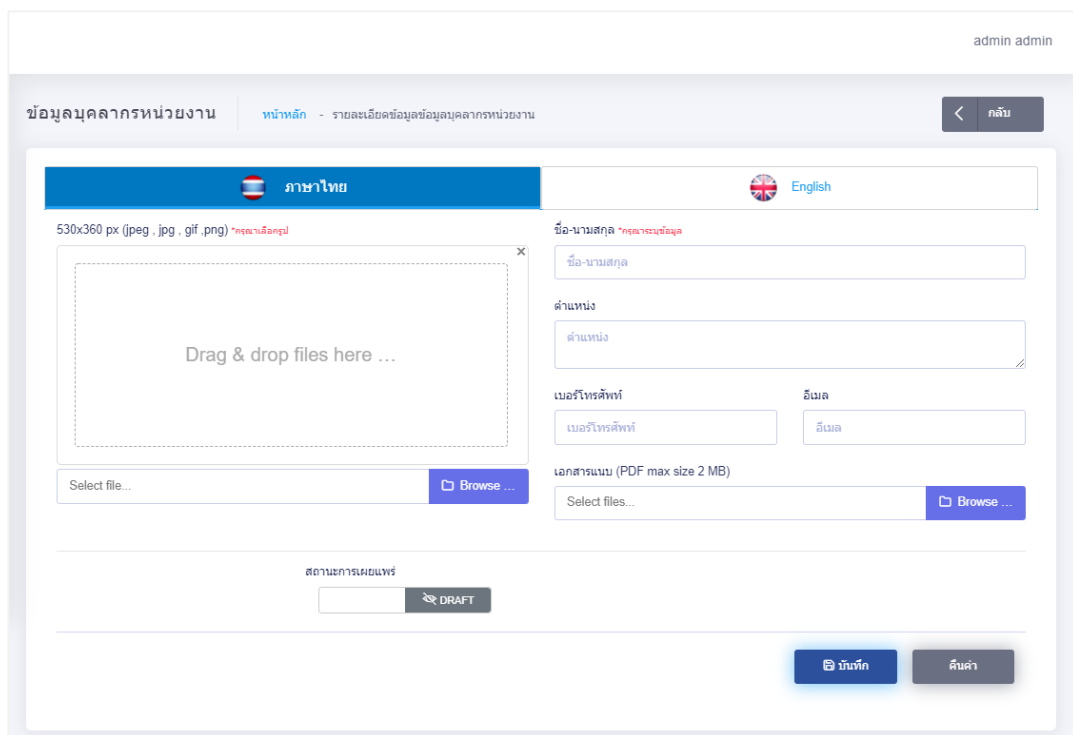 admin admin
ข้อมูลบุคลากรหน่วยงาน
หน้าหลัก - รายละเอียดข้อมูลข้อมูลบุคลากรหน่วยงาน
กลับ
ภาษาไทย
English
530x360 px (jpeg , jpg , gif ,png) *กรุณาเลือกรูป
×
Drag & drop files here …
Select file...
Browse ...
ชื่อ-นามสกุล *กรุณาระบุข้อมูล
ชื่อ-นามสกุล
ตำแหน่ง
ตำแหน่ง
เบอร์โทรศัพท์
อีเมล
เบอร์โทรศัพท์
อีเมล
เอกสารแนบ (PDF max size 2 MB)
Select files...
Browse ...
สถานะการเผยแพร่
DRAFT
บันทึก
คืนค่า